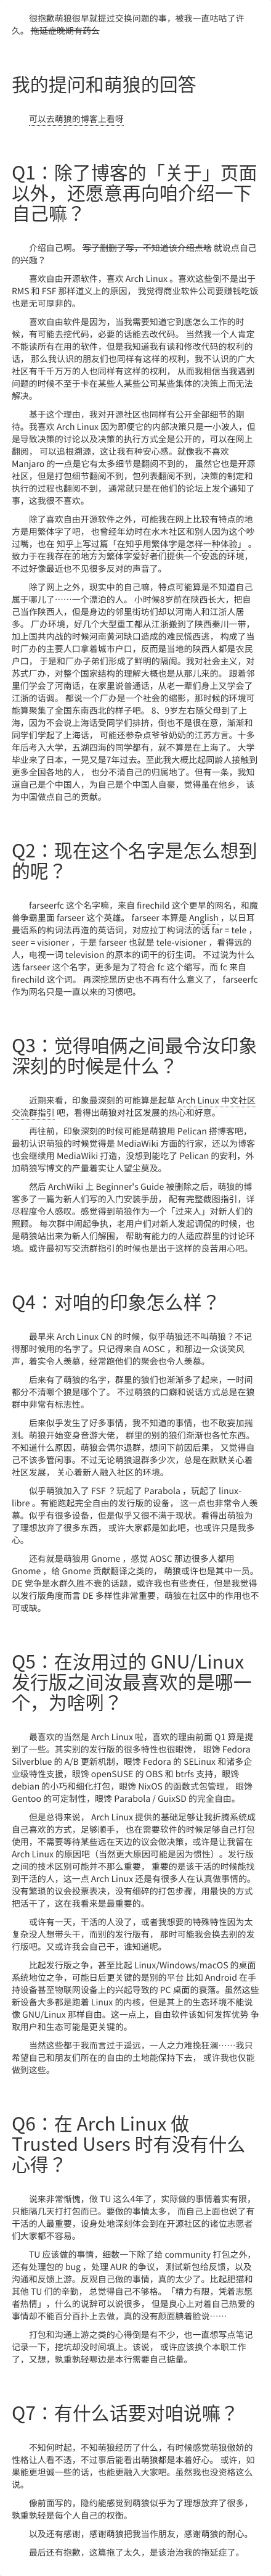 很抱歉萌狼很早就提过交换问题的事，被我一直咕咕了许
久。 拖延症晚期有药么
我的提问和萌狼的回答
可以去萌狼的博客上看呀
Q1：除了博客的「关于」页面
以外，还愿意再向咱介绍一下
自己嘛？
介绍自己啊。 写了删删了写，不知道该介绍点啥 就说点自己
的兴趣？
喜欢自由开源软件，喜欢 Arch Linux 。喜欢这些倒不是出于
RMS 和 FSF 那样道义上的原因， 我觉得商业软件公司要赚钱吃饭
也是无可厚非的。
喜欢自由软件是因为，当我需要知道它到底怎么工作的时
候，有可能去挖代码，必要的话能去改代码。 当然我一个人肯定
不能读所有在用的软件，但是我知道我有读和修改代码的权利的
话， 那么我认识的朋友们也同样有这样的权利，我不认识的广大
社区有千千万万的人也同样有这样的权利， 从而我相信当我遇到
问题的时候不至于卡在某些人某些公司某些集体的决策上而无法
解决。
基于这个理由，我对开源社区也同样有公开全部细节的期
待。我喜欢 Arch Linux 因为即便它的内部决策只是一小波人，但
是导致决策的讨论以及决策的执行方式全是公开的，可以在网上
翻阅， 可以追根溯源，这让我有种安心感。就像我不喜欢
Manjaro 的一点是它有太多细节是翻阅不到的， 虽然它也是开源
社区，但是打包细节翻阅不到，包列表翻阅不到，决策的制定和
执行的过程也翻阅不到， 通常就只是在他们的论坛上发个通知了
事，这我很不喜欢。
除了喜欢自由开源软件之外，可能我在网上比较有特点的地
方是用繁体字了吧， 也曾经年幼时在水木社区和别人因为这个吵
过嘴，也在 知乎上写过篇「在知乎用繁体字是怎样一种体验」 。
致力于在我存在的地方为繁体字爱好者们提供一个安逸的环境，
不过好像最近也不见很多反对的声音了。
除了网上之外，现实中的自己嘛，特点可能算是不知道自己
属于哪儿了……一个漂泊的人。 小时候8岁前在陕西长大，把自
己当作陕西人，但是身边的邻里街坊们却以河南人和江浙人居
多。 厂办环境，好几个大型重工都从江浙搬到了陕西秦川一带，
加上国共内战的时候河南黄河缺口造成的难民慌西逃， 构成了当
时厂办的主要人口拿着城市户口，反而是当地的陕西人都是农民
户口， 于是和厂办子弟们形成了鲜明的隔阂。我对社会主义，对
苏式厂办，对整个国家结构的理解大概也是从那儿来的。 跟着邻
里们学会了河南话，在家里说普通话，从老一辈们身上又学会了
江浙的语调。 都说一个厂办是一个社会的缩影，那时候的环境可
能算聚集了全国东南西北的样子吧。 8、9岁左右随父母到了上
海，因为不会说上海话受同学们排挤，倒也不是很在意，渐渐和
同学们学起了上海话， 可能还参杂点爷爷奶奶的江苏方言。十多
年后考入大学，五湖四海的同学都有，就不算是在上海了。 大学
毕业来了日本，一晃又是7年过去。至此我大概比起同龄人接触到
更多全国各地的人， 也分不清自己的归属地了。但有一条，我知
道自己是个中国人，为自己是个中国人自豪，觉得虽在他乡， 该
为中国做点自己的贡献。
Q2：现在这个名字是怎么想到
的呢？
farseerfc 这个名字嘛，来自 firechild 这个更早的网名，和魔
兽争霸里面 farseer 这个英雄。 farseer 本算是 Anglish ，以日耳
曼语系的构词法再造的英语词，对应拉丁构词法的话 far = tele ，
seer = visioner ，于是 farseer 也就是 tele-visioner ，看得远的
人，电视一词 television 的原本的词干的衍生词。 不过说为什么
选 farseer 这个名字，更多是为了符合 fc 这个缩写，而 fc 来自
firechild 这个词。 再深挖黑历史也不再有什么意义了， farseerfc
作为网名只是一直以来的习惯吧。
Q3：觉得咱俩之间最令汝印象
深刻的时候是什么？
近期来看，印象最深刻的可能算是起草 Arch Linux 中文社区
交流群指引 吧，看得出萌狼对社区发展的热心和好意。
再往前，印象深刻的时候可能是萌狼用 Pelican 搭博客吧，
最初认识萌狼的时候觉得是 MediaWiki 方面的行家，还以为博客
也会继续用 MediaWiki 打造，没想到能吃了 Pelican 的安利，外
加萌狼写博文的产量着实让人望尘莫及。
然后 ArchWiki 上 Beginner's Guide 被删除之后，萌狼的博
客多了一篇为新人们写的入门安装手册， 配有完整截图指引，详
尽程度令人感叹。感觉得到萌狼作为一个「过来人」对新人们的
照顾。 每次群中闹起争执，老用户们对新人发起调侃的时候，也
是萌狼站出来为新人们解围， 帮助有能力的人适应群里的讨论环
境。或许最初写交流群指引的时候也是出于这样的良苦用心吧。
Q4：对咱的印象怎么样？
最早来 Arch Linux CN 的时候，似乎萌狼还不叫萌狼？不记
得那时候用的名字了。只记得来自 AOSC ，和那边一众谈笑风
声，着实令人羡慕，经常跑他们的聚会也令人羡慕。
后来有了萌狼的名字，群里的狼们也渐渐多了起来，一时间
都分不清哪个狼是哪个了。 不过萌狼的口癖和说话方式总是在狼
群中非常有标志性。
后来似乎发生了好多事情，我不知道的事情，也不敢妄加揣
测。萌狼开始变身音游大佬， 群里的别的狼们渐渐也各忙东西。
不知道什么原因，萌狼会偶尔退群，想问下前因后果， 又觉得自
己不该多管闲事。不过无论萌狼退群多少次，总是在默默关心着
社区发展， 关心着新人融入社区的环境。
似乎萌狼加入了 FSF ？玩起了 Parabola ，玩起了 linux-
libre 。有能跑起完全自由的发行版的设备， 这一点也非常令人羡
慕。似乎有很多设备，但是似乎又很不满于现状。看得出萌狼为
了理想放弃了很多东西， 或许大家都是如此吧，也或许只是我多
心。
还有就是萌狼用 Gnome ，感觉 AOSC 那边很多人都用
Gnome ，给 Gnome 贡献翻译之类的， 萌狼或许也是其中一员。
DE 党争是水群久胜不衰的话题，或许我也有些责任，但是我觉得
以发行版角度而言 DE 多样性非常重要，萌狼在社区中的作用也不
可或缺。
Q5：在汝用过的 GNU/Linux
发行版之间汝最喜欢的是哪一
个，为啥咧？
最喜欢的当然是 Arch Linux 啦，喜欢的理由前面 Q1 算是提
到了一些。其实别的发行版的很多特性也很眼馋， 眼馋 Fedora
Silverblue 的 A/B 更新机制，眼馋 Fedora 的 SELinux 和诸多企
业级特性支援，眼馋 openSUSE 的 OBS 和 btrfs 支持，眼馋
debian 的小巧和细化打包，眼馋 NixOS 的函数式包管理， 眼馋
Gentoo 的可定制性，眼馋 Parabola / GuixSD 的完全自由。
但是总得来说， Arch Linux 提供的基础足够让我折腾系统成
自己喜欢的方式，足够顺手， 也在需要软件的时候足够自己打包
使用，不需要等待某些远在天边的议会做决策，或许是让我留在
Arch Linux 的原因吧（当然更大原因可能是因为惯性）。发行版
之间的技术区别可能并不那么重要， 重要的是该干活的时候能找
到干活的人，这一点 Arch Linux 还是有很多人在认真做事情的。
没有繁琐的议会投票表决，没有细碎的打包步骤，用最快的方式
把活干了，这在我看来是最重要的。
或许有一天，干活的人没了，或者我想要的特殊特性因为太
复杂没人想带头干，而别的发行版有， 那时可能我会换去别的发
行版吧。又或许我会自己干，谁知道呢。
比起发行版之争，甚至比起 Linux/Windows/macOS 的桌面
系统地位之争，可能日后更关键的是别的平台 比如 Android 在手
持设备甚至物联网设备上的兴起导致的 PC 桌面的衰落。虽然这些
新设备大多都是跑着 Linux 的内核，但是其上的生态环境不能说
像 GNU/Linux 那样自由。这一点上，自由软件该如何发挥优势 争
取用户和生态可能是更关键的。
当然这些都于我而言过于遥远，一人之力难挽狂澜……我只
希望自己和朋友们所在的自由的土地能保持下去， 或许我也仅能
做到这些。
Q6：在 Arch Linux 做
Trusted Users 时有没有什么
心得？
说来非常惭愧，做 TU 这么4年了，实际做的事情着实有限，
只能隔几天打打包而已。要做的事情太多， 而自己上面也说了有
干活的人最重要，设身处地深刻体会到在开源社区的诸位志愿者
们大家都不容易。
TU 应该做的事情，细数一下除了给 community 打包之外，
还有处理包的 bug ，处理 AUR 的争议， 测试新包给反馈，以及
沟通和反馈上游。反观自己做的事情，真的太少了。比起肥猫和
其他 TU 们的辛勤， 总觉得自己不够格。「精力有限，凭着志愿
者热情」，什么的说辞可以说很多， 但是良心上对着自己热爱的
事情却不能百分百扑上去做，真的没有颜面腆着脸说……
打包和沟通上游之类的心得倒是有不少，也一直想写点笔记
记录一下，挖坑却没时间填上。该说， 或许应该换个本职工作
了，又想，孰重孰轻哪边是本行需要自己掂量。
Q7：有什么话要对咱说嘛？
不知何时起，不知萌狼经历了什么，有时候感觉萌狼傲娇的
性格让人看不透，不过事后能看出萌狼都是本着好心。 或许，如
果能更坦诚一些的话，也能更融入大家吧。虽然我也没资格这么
说。
像前面写的，隐约能感觉到萌狼似乎为了理想放弃了很多，
孰重孰轻是每个人自己的权衡。
以及还有感谢，感谢萌狼把我当作朋友，感谢萌狼的耐心。
最后还有抱歉，这篇拖了太久，是该治治我的拖延症了。